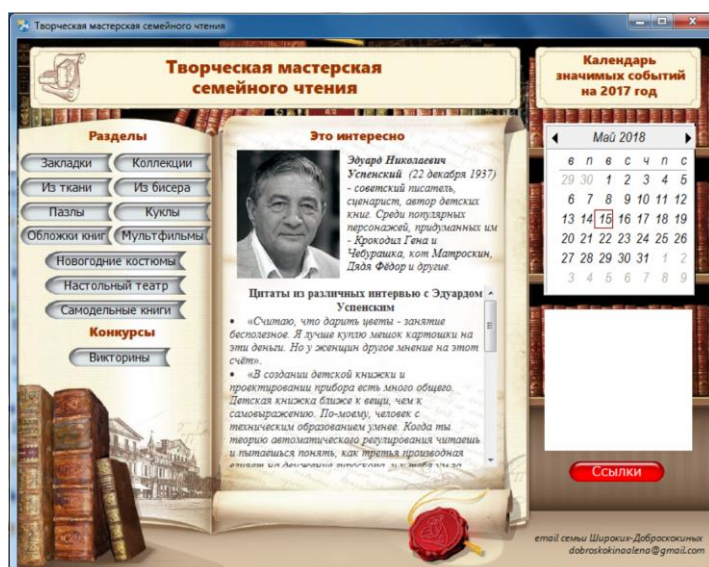 Творческая мастерская семейного чтения
Творческая мастерская
семейного чтения
Календарь
значимых событий
на 2017 год
Разделы
Закладки Коллекции
Из ткани Из бисера
Пазлы Куклы
Обложки книг Мультфильмы
Новогодние костюмы
Настольный театр
Самодельные книги
Конкурсы
Викторины
Это интересно
Эдуард Николаевич
Успенский (22 декабря 1937)
- советский писатель,
сценарист, автор детских
книг. Среди популярных
персонажей, придуманных им
- Крокодил Гена и
Чебурашка, кот Матроскин,
Дядя Фёдор и другие.
Цитаты из различных интервью с Эдуардом
Успенским
• «Считаю, что дарить цветы - занятие
бесполезное. Я лучше куплю мешок картошки на
эти деньги. Но у женщин другое мнение на этот
счёт».
• «В создании детской книжки и
проектировании прибора есть много общего.
Детская книжка ближе к вещи, чем к
самовыражению. По-моему, человек с
техническим образованием умнее. Когда ты
теорию автоматического регулирования читаешь
и пытаешься понять, как третья производная
влияет на движение гироскопа, и у тебя
Май 2018
в п в с ч п с
29 30 1 2 3 4 5
6 7 8 9 10 11 12
13 14 15 16 17 18 19
20 21 22 23 24 25 26
27 28 29 30 31 1 2
3 4 5 6 7 8 9
Ссылки
email семьи Широких-Доброскокиных
dobroskokinaalena@gmail.com